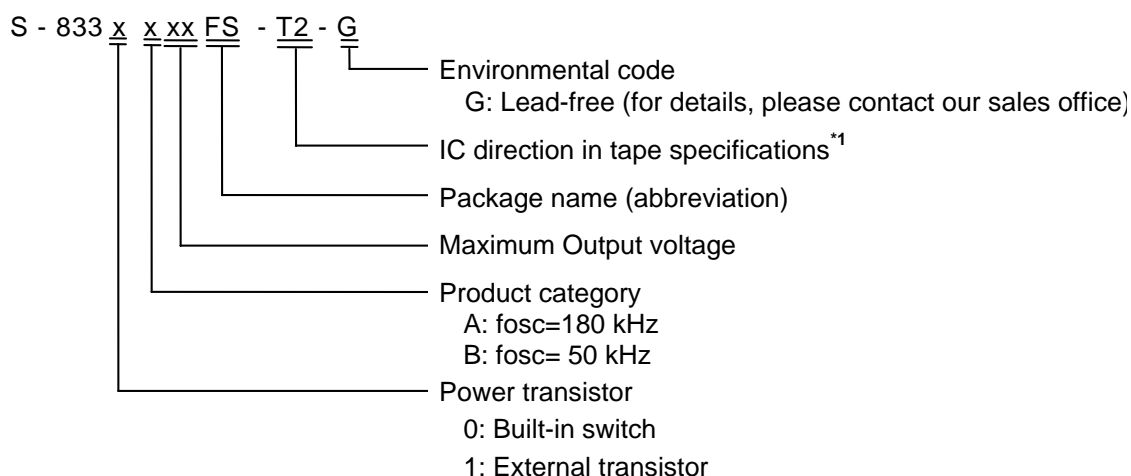 S - 833 x x xx FS - T2 - G
Environmental code
G: Lead-free (for details, please contact our sales office)
IC direction in tape specifications*1
Package name (abbreviation)
Maximum Output voltage
Product category
A: fosc=180 kHz
B: fosc= 50 kHz
Power transistor
0: Built-in switch
1: External transistor